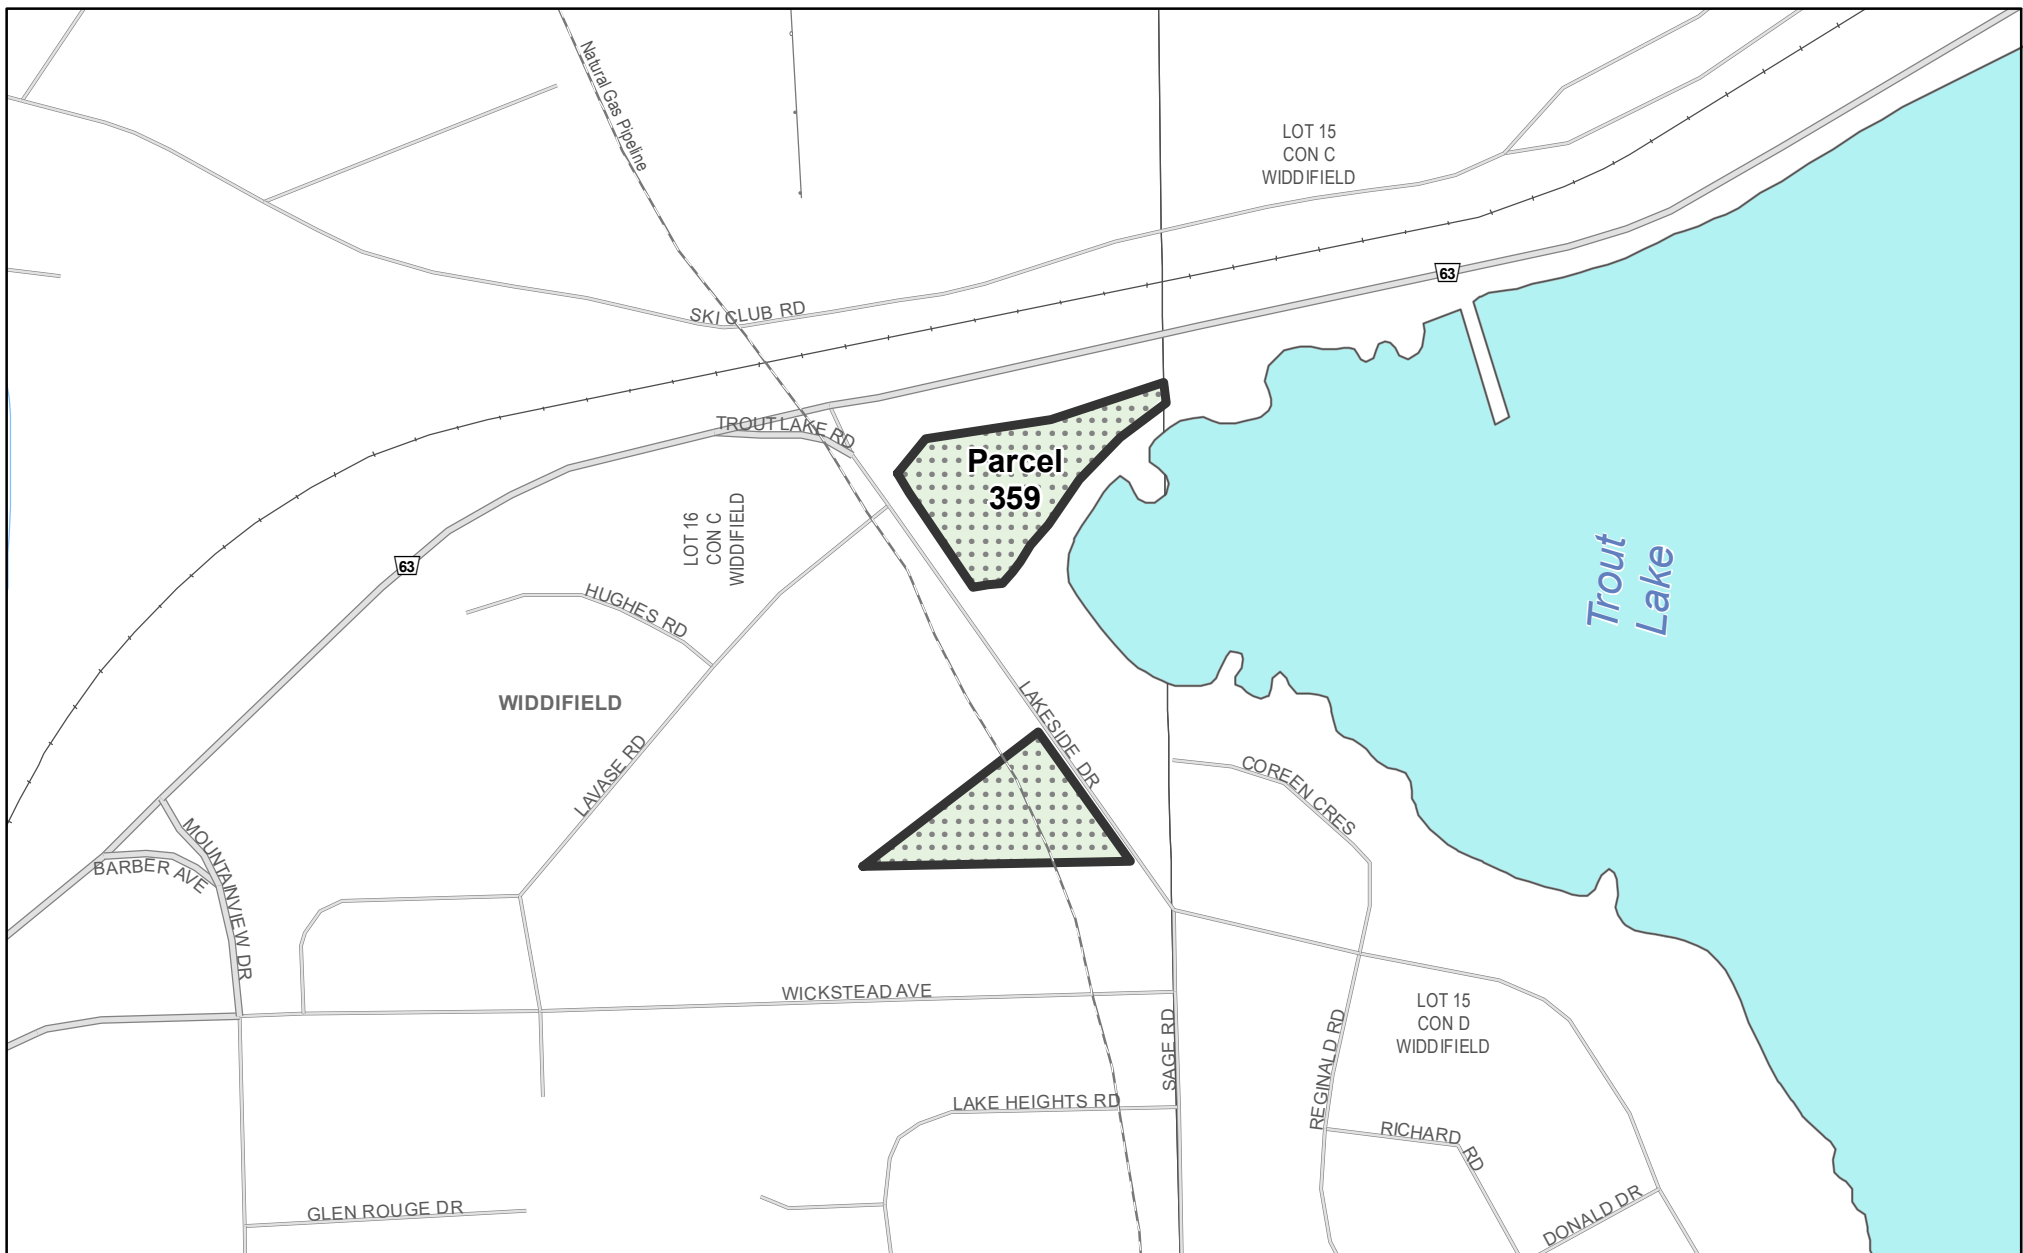 Natural Gas Pipeline
LOT 15
CON C
WIDDIFIELD
63
SKI CLUB RD
TROUT LAKE RD
Parcel
359
LOT 16
CON C
WIDDIFIELD
63
Trout
Lake
HUGHES RD
WIDDIFIELD
LAKESIDE DR
LAVASE RD
COREEN CRES
MOUNTAINVIEW DR
BARBER AVE
WICKSTEAD AVE
LOT 15
CON D
WIDDIFIELD
SAGE RD
REGINALD RD
LAKE HEIGHTS RD
RICHARD RD
GLEN ROUGE DR
DONALD DR